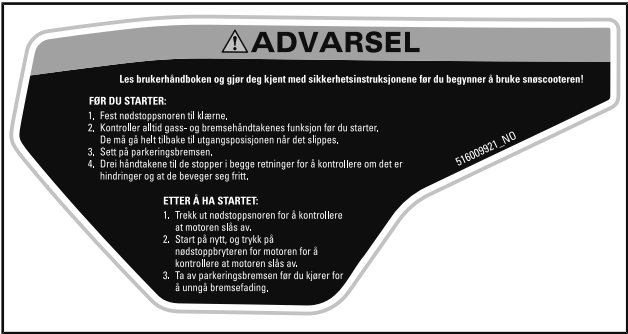 ADVARSEL
Les brukerhåndboken og gjør deg kjent med sikkerhetsinstruksjonene før du begynner å bruke snøscooteren!
FØR DU STARTER:
1. Fest nødstoppsnoren til klærne.
2. Kontroller alltid gass- og bremsehåndtakenes funksjon før du starter.
De må gå helt tilbake til utgangsposisjonen når det slippes.
3. Sett på parkeringsbremsen.
4. Drei håndtakene til de stopper i begge retninger for å kontrollere om det er
hindringer og at de beveger seg fritt.
516009921_NO
ETTER Å HA STARTET:
1. Trekk ut nødstoppsnoren for å kontrollere
at motoren slås av.
2. Start på nytt, og trykk på
nødstoppbryteren for motoren for å
kontrollere at motoren slås av.
3. Ta av parkeringsbremsen før du kjører for
å unngå bremsefading.